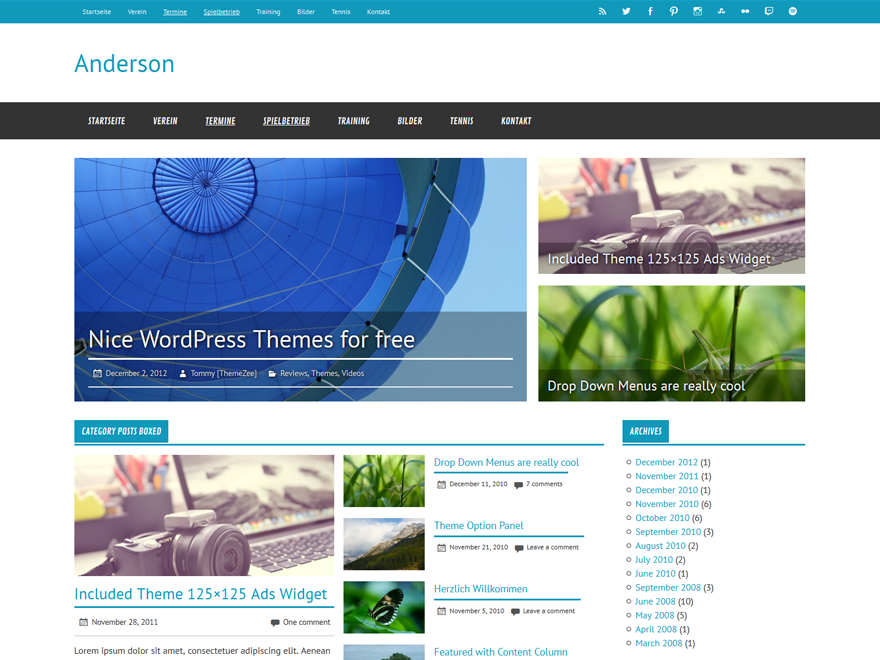 Startseite Verein Termine Spielbetrieb Training Bilder Tennis Kontakt
Anderson
STARTSEITE VEREIN TERMINE SPIELBETRIEB TRAINING BILDER TENNIS KONTAKT
Nice WordPress Themes for free
December 2, 2012 Tommy [ThemeZee] Reviews, Themes, Videos
Included Theme 125×125 Ads Widget
Drop Down Menus are really cool
CATEGORY POSTS BOXED
Included Theme 125×125 Ads Widget
November 28, 2011 One comment
Lorem ipsum dolor sit amet, consectetuer adipiscing elit. Aenean
Drop Down Menus are really cool
December 11, 2010 7 comments
Theme Option Panel
November 21, 2010 Leave a comment
Herzlich Willkommen
November 5, 2010 Leave a comment
Featured with Content Column
ARCHIVES
December 2012 (1)
November 2011 (1)
December 2010 (1)
November 2010 (6)
October 2010 (6)
September 2010 (3)
August 2010 (2)
July 2010 (2)
June 2010 (1)
September 2008 (3)
June 2008 (10)
May 2008 (5)
April 2008 (1)
March 2008 (1)